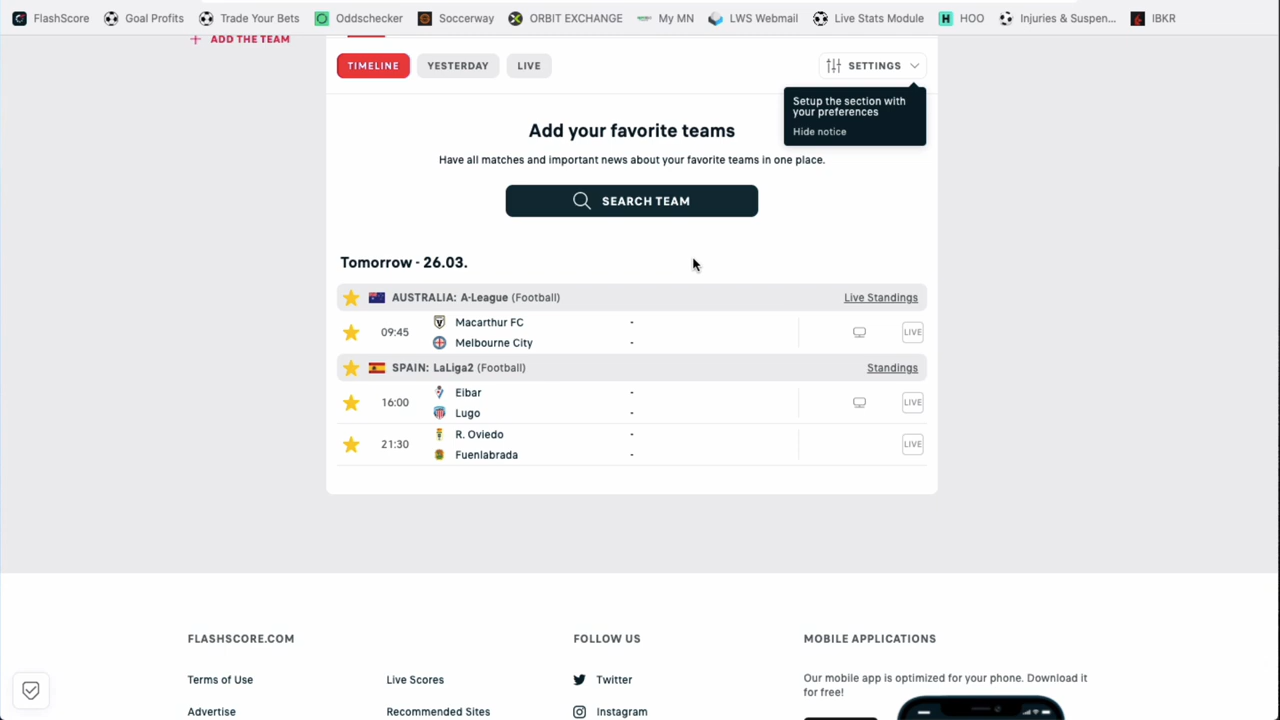 FlashScore Goal Profits Trade Your Bets Oddschecker Soccerway ORBIT EXCHANGE My MN LWS Webmail Live Stats Module HOO Injuries & Suspen... IBKR
+ ADD THE TEAM
TIMELINE YESTERDAY LIVE SETTINGS
Setup the section with
your preferences
Hide notice
Add your favorite teams
Have all matches and important news about your favorite teams in one place.
SEARCH TEAM
Tomorrow - 26.03.
AUSTRALIA: A-League (Football) Live Standings
09:45 Macarthur FC - LIVE
Melbourne City -
SPAIN: LaLiga2 (Football) Standings
16:00 Eibar - LIVE
Lugo -
21:30 R. Oviedo - LIVE
Fuenlabrada -
FLASHSCORE.COM FOLLOW US MOBILE APPLICATIONS
Terms of Use Live Scores Twitter Our mobile app is optimized for your phone. Download it
for free!
Advertise Recommended Sites Instagram